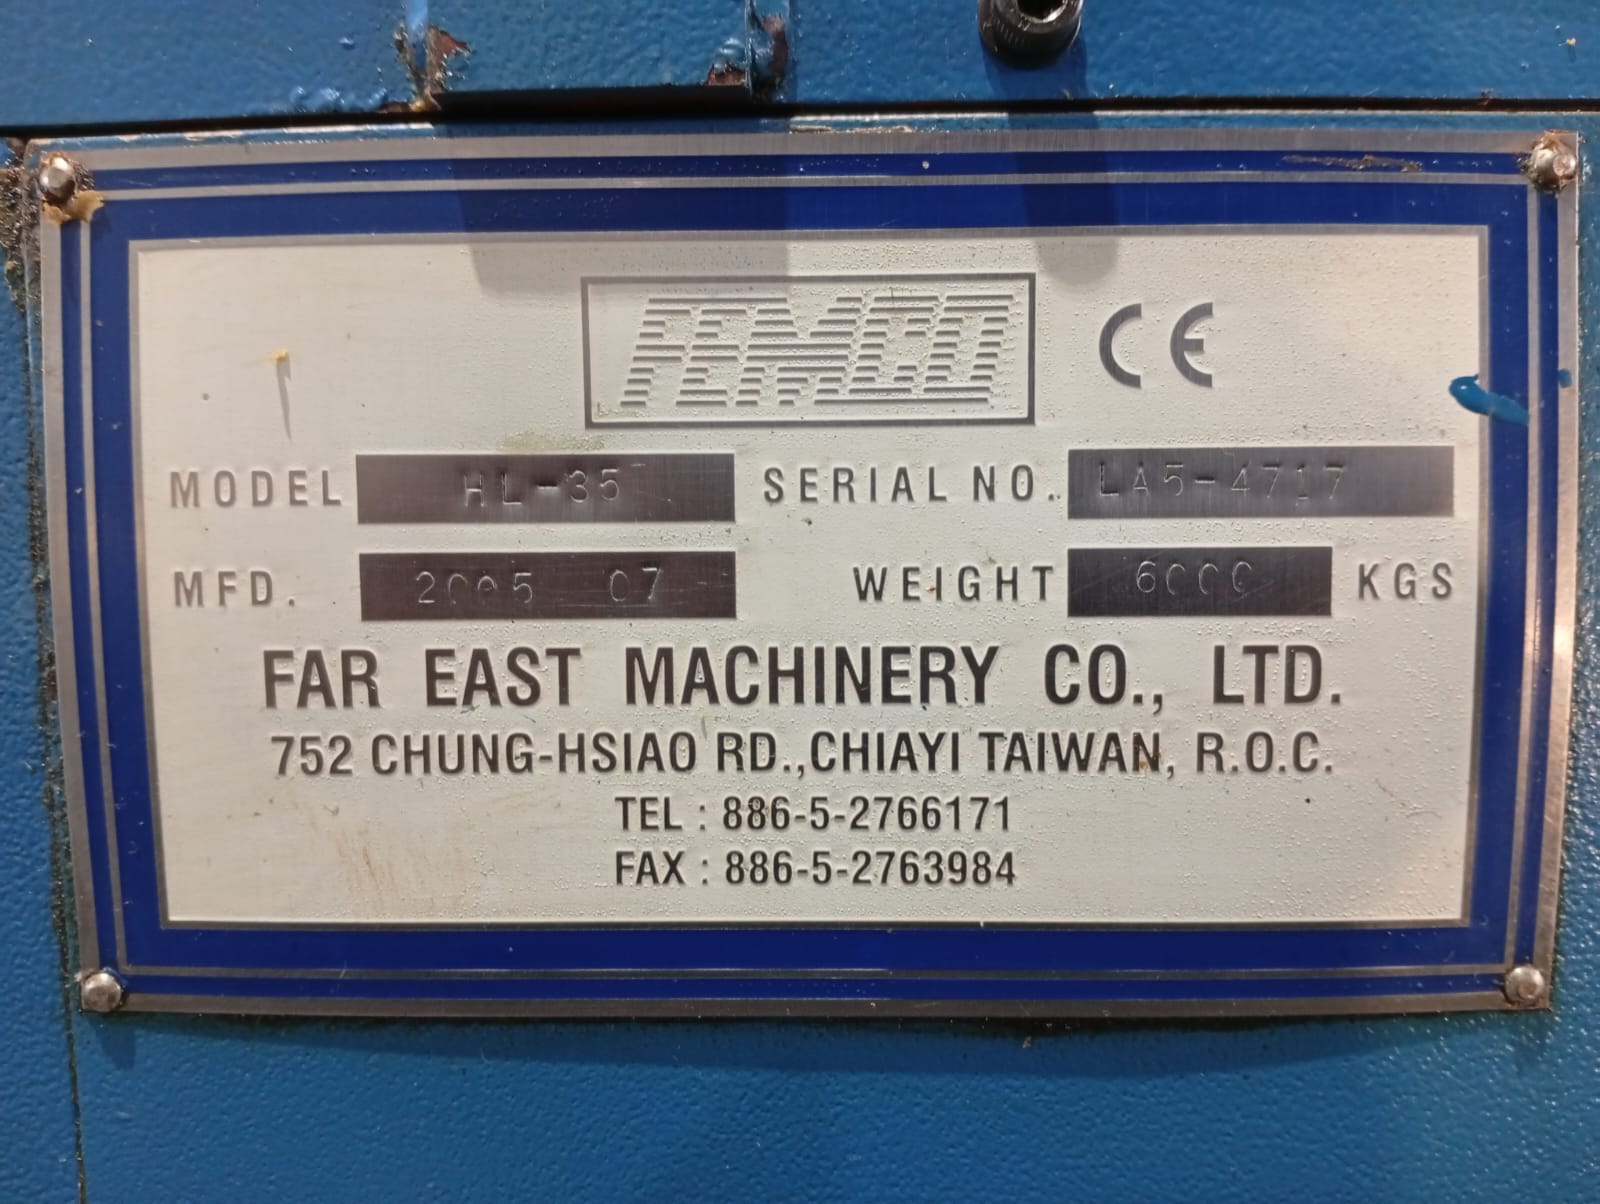 FEMCO CE
MODEL HL-35 SERIAL NO. LA5-4717
MFD. 2005 07 WEIGHT 6000 KGS
FAR EAST MACHINERY CO., LTD.
752 CHUNG-HSIAO RD.,CHIAYI TAIWAN, R.O.C.
TEL : 886-5-2766171
FAX : 886-5-2763984